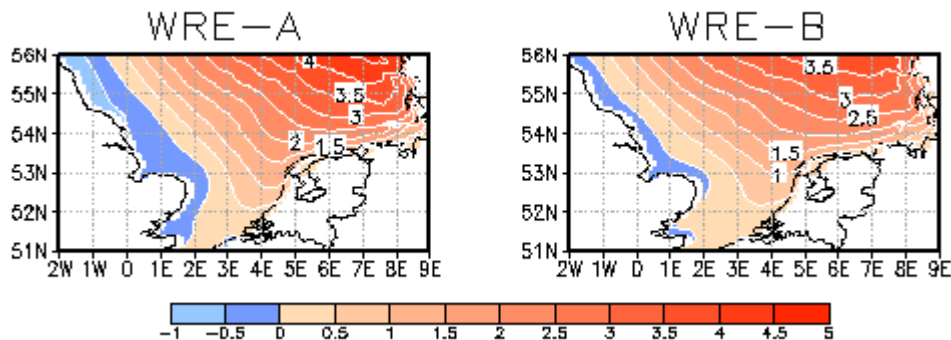 WRE-A WRE-B
56N 56N
4 3.5
55N 3.5 55N 3
3 2.5
54N 2 1.5 54N 1.5
53N 53N 1
52N 52N
51N 51N
2W 1W 0 1E 2E 3E 4E 5E 6E 7E 8E 9E 2W 1W 0 1E 2E 3E 4E 5E 6E 7E 8E 9E
-1 -0.5 0 0.5 1 1.5 2 2.5 3 3.5 4 4.5 5